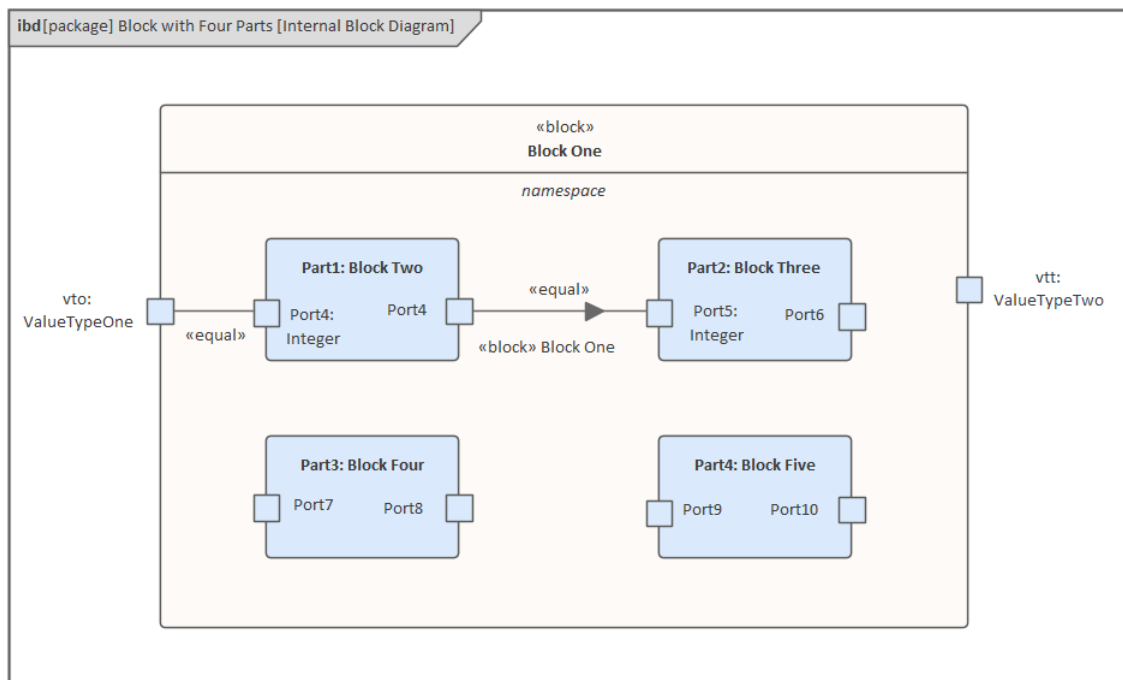 ibd[package] Block with Four Parts [Internal Block Diagram]
«block»
Block One
namespace
Part1: Block Two
Part2: Block Three
vto:
ValueTypeOne
«equal»
Port4:
Integer
Port4
«equal»
«block» Block One
Port5:
Integer
Port6
vtt:
ValueTypeTwo
Part3: Block Four
Part4: Block Five
Port7
Port8
Port9
Port10